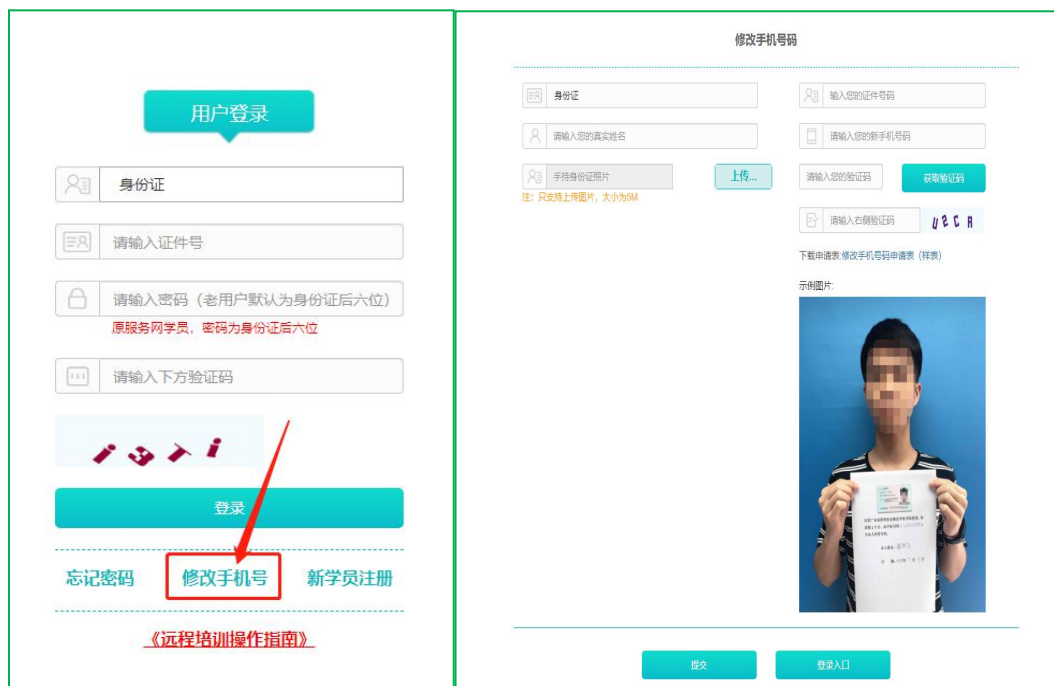 用户登录
身份证
请输入证件号
请输入密码（老用户默认为身份证后六位）
原服务网学员，密码为身份证后六位
请输入下方验证码
登录
忘记密码
修改手机号
新学员注册
《远程培训操作指南》
修改手机号码
身份证
输入您的证件号码
请输入您的真实姓名
请输入您的新手机号码
手持身份证照片
上传...
请输入您的验证码
获取验证码
注：只支持上传图片，大小为5M
请输入右侧验证码
U2CR
下载申请表:修改手机号码申请表（样表）
示例图片:
提交
登录入口